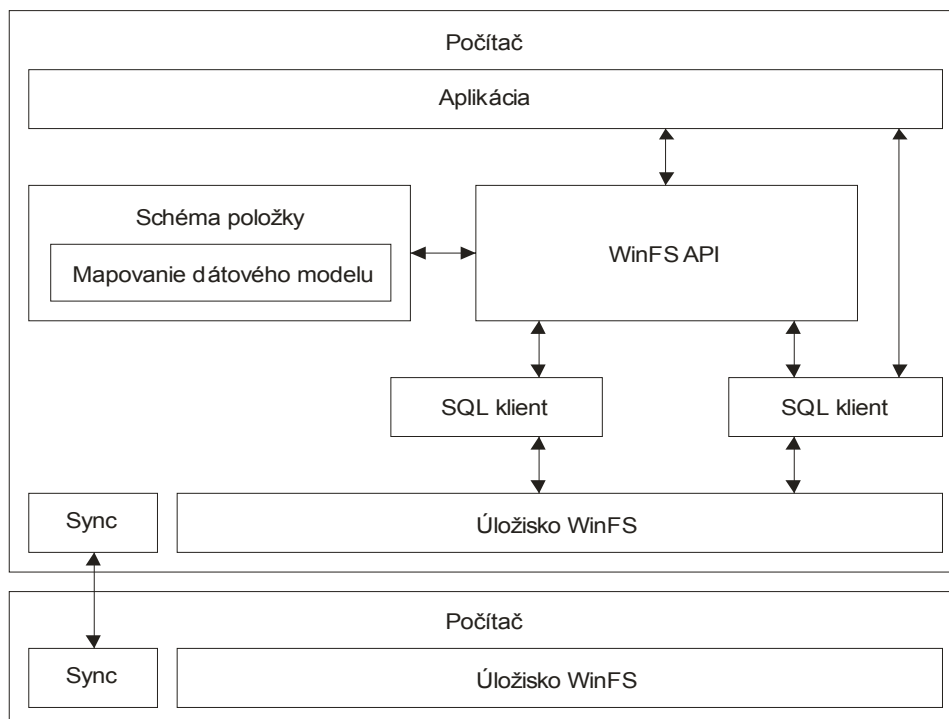 Počítač
Aplikácia
Schéma položky
Mapovanie dátového modelu
WinFS API
SQL klient
SQL klient
Sync
Úložisko WinFS
Počítač
Sync
Úložisko WinFS